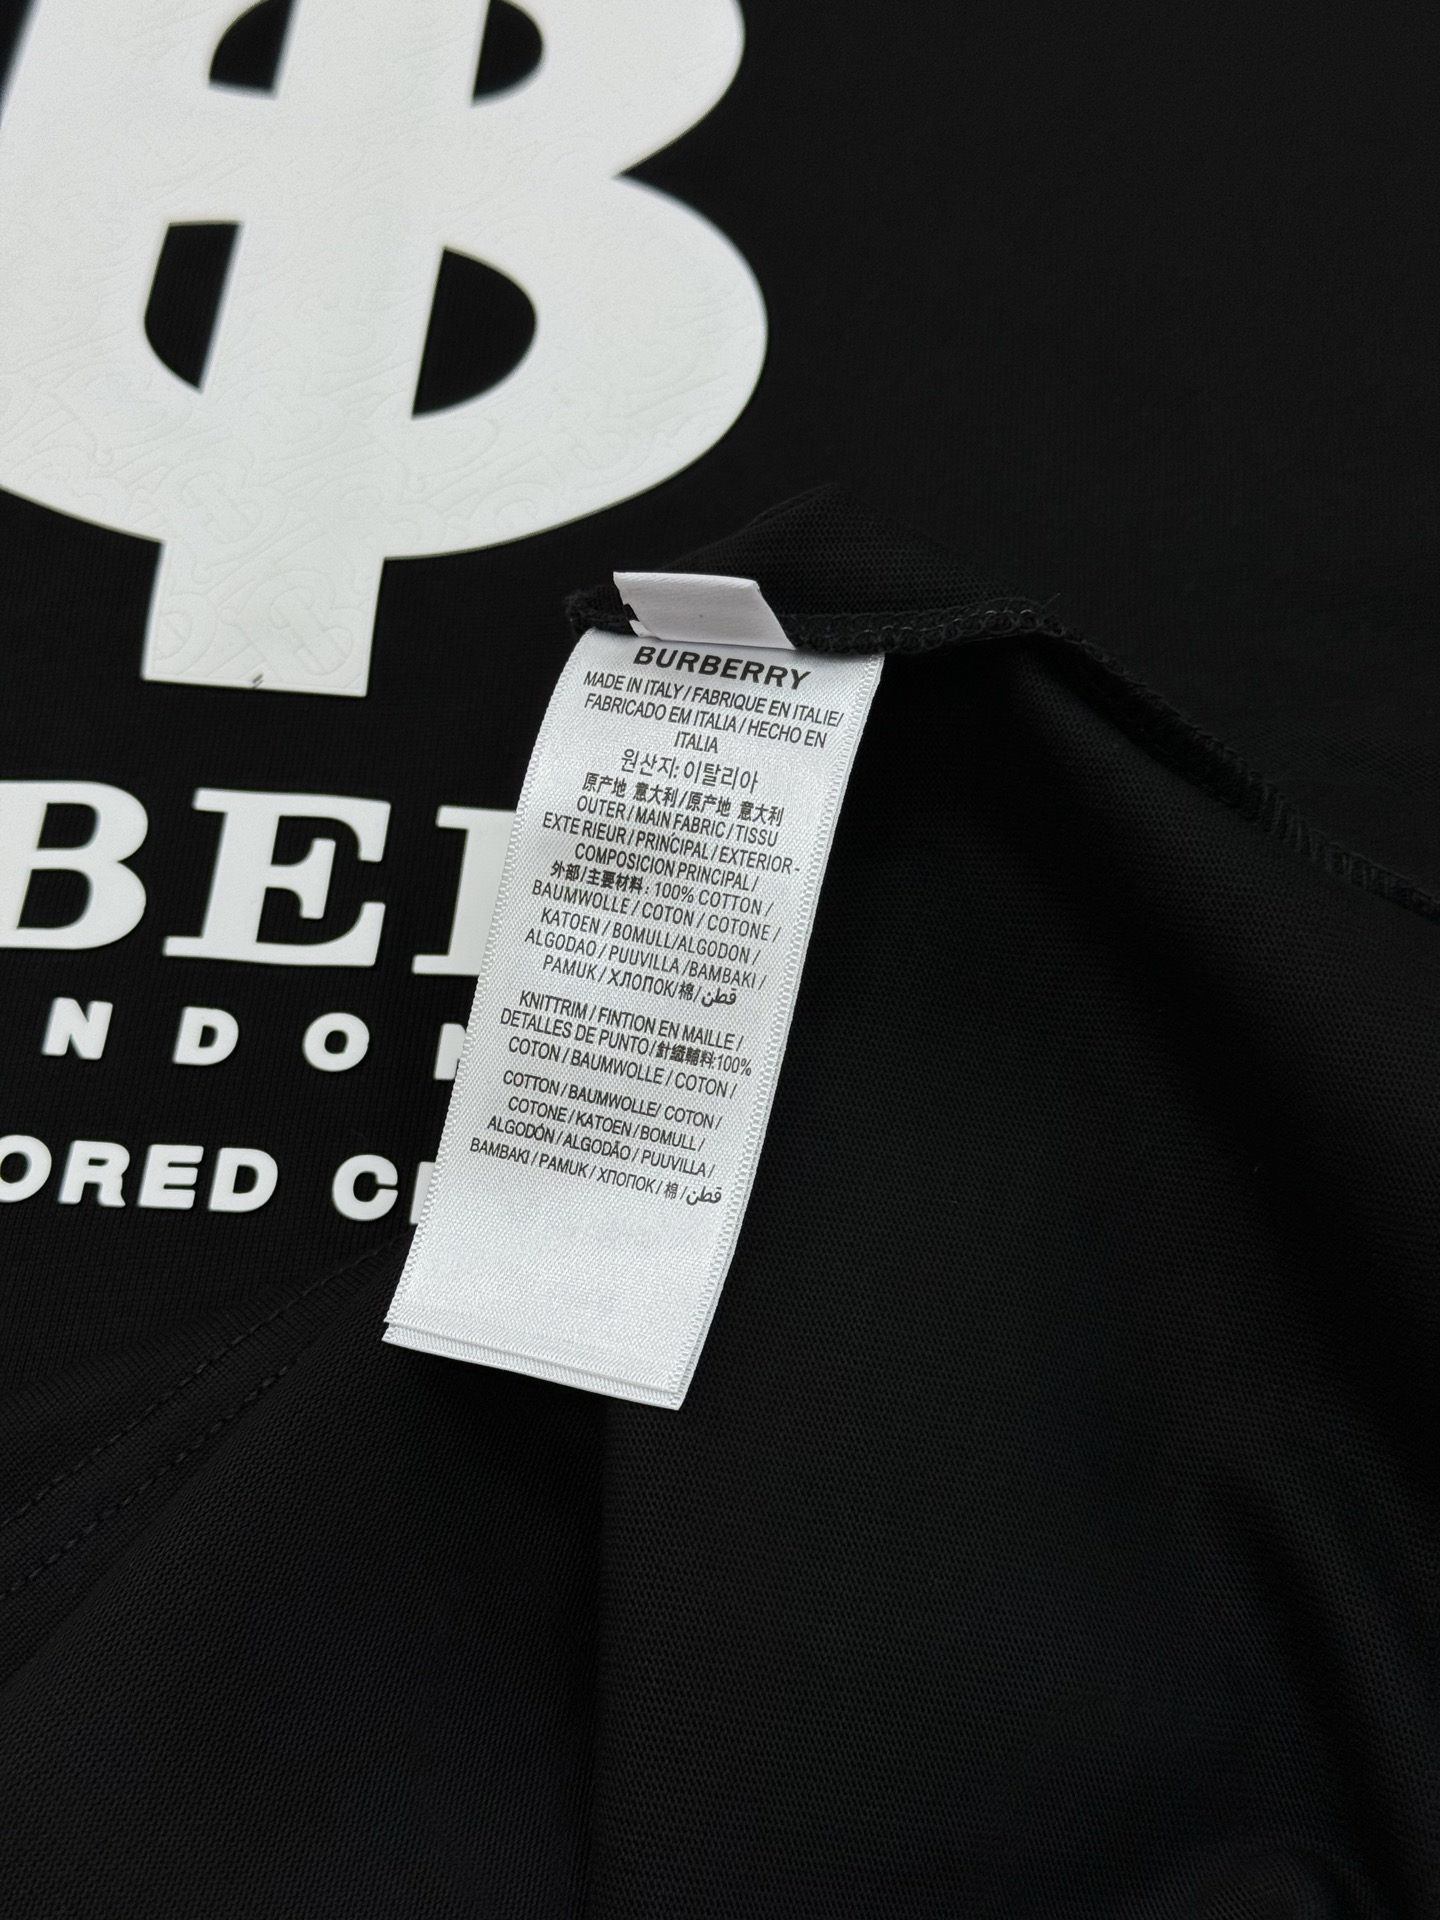 B
BURBERRY
MADE IN ITALY / FABRIQUE EN ITALIE/
FABRICADO EM ITALIA / HECHO EN
ITALIA
원산지: 이탈리아
原产地 意大利 / 原产地 意大利
OUTER / MAIN FABRIC / TISSU
EXTE RIEUR / PRINCIPAL / EXTERIOR-
COMPOSICION PRINCIPAL /
外部 / 主要材料 : 100% COTTON /
BAUMWOLLE / COTON / COTONE /
KATOEN / BOMULL/ALGODON /
ALGODAO / PUUVILLA /BAMBAKI /
PAMUK / ХЛОПОК/ 棉/ قطن
KNITTRIM / FINTION EN MAILLE /
DETALLES DE PUNTO / 針織輔料:100%
COTON / BAUMWOLLE / COTON /
COTTON / BAUMWOLLE/ COTON /
COTONE / KATOEN / BOMULL /
ALGODÓN / ALGODÃO / PUUVILLA /
BAMBAKI / PAMUK / ХЛОПОК / 棉 / قطن
BE
NDON
ORED C